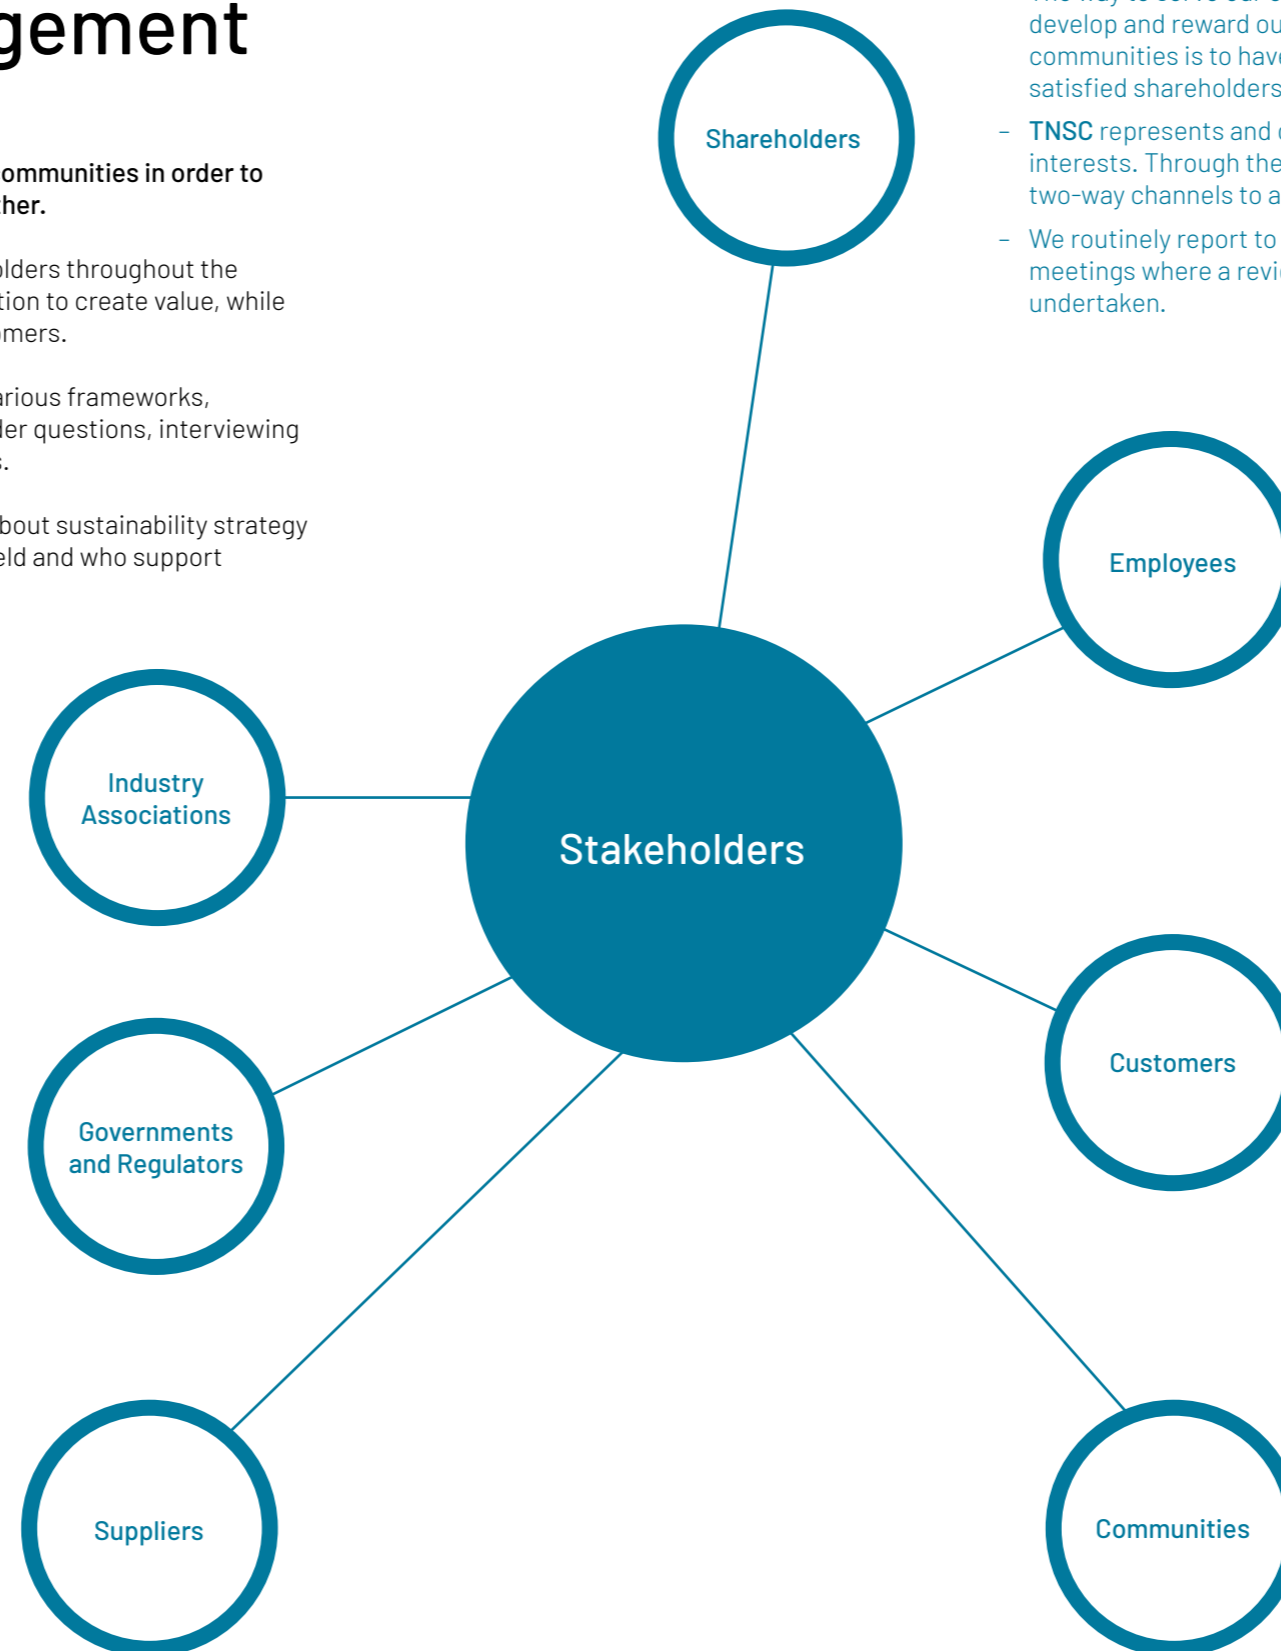 gement
ommunities in order to
ther.
olders throughout the
tion to create value, while
omers.
arious frameworks,
der questions, interviewing
s.
bout sustainability strategy
eld and who support
Shareholders
develop and reward ou
communities is to have
satisfied shareholders
– TNSC represents and
interests. Through the
two-way channels to a
– We routinely report to
meetings where a revi
undertaken.
Employees
Industry
Associations
Stakeholders
Governments
and Regulators
Customers
Suppliers
Communities